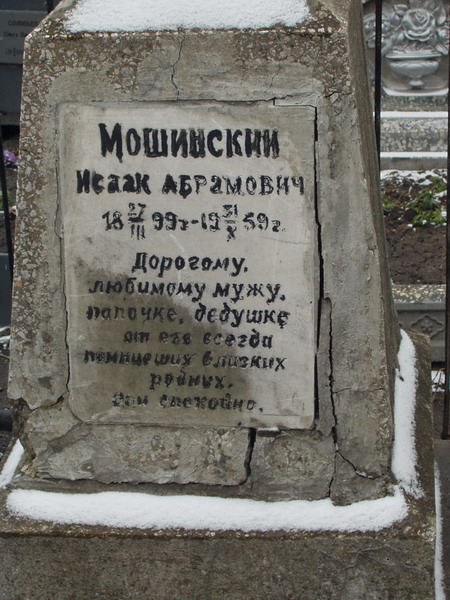 Мошинский
Исаак Абрамович
18 27/III 99г.-19 31/X 59г.
Дорогому,
любимому мужу,
папочке, дедушке
от его всегда
помнящих близких
родных.
Спи спокойно.